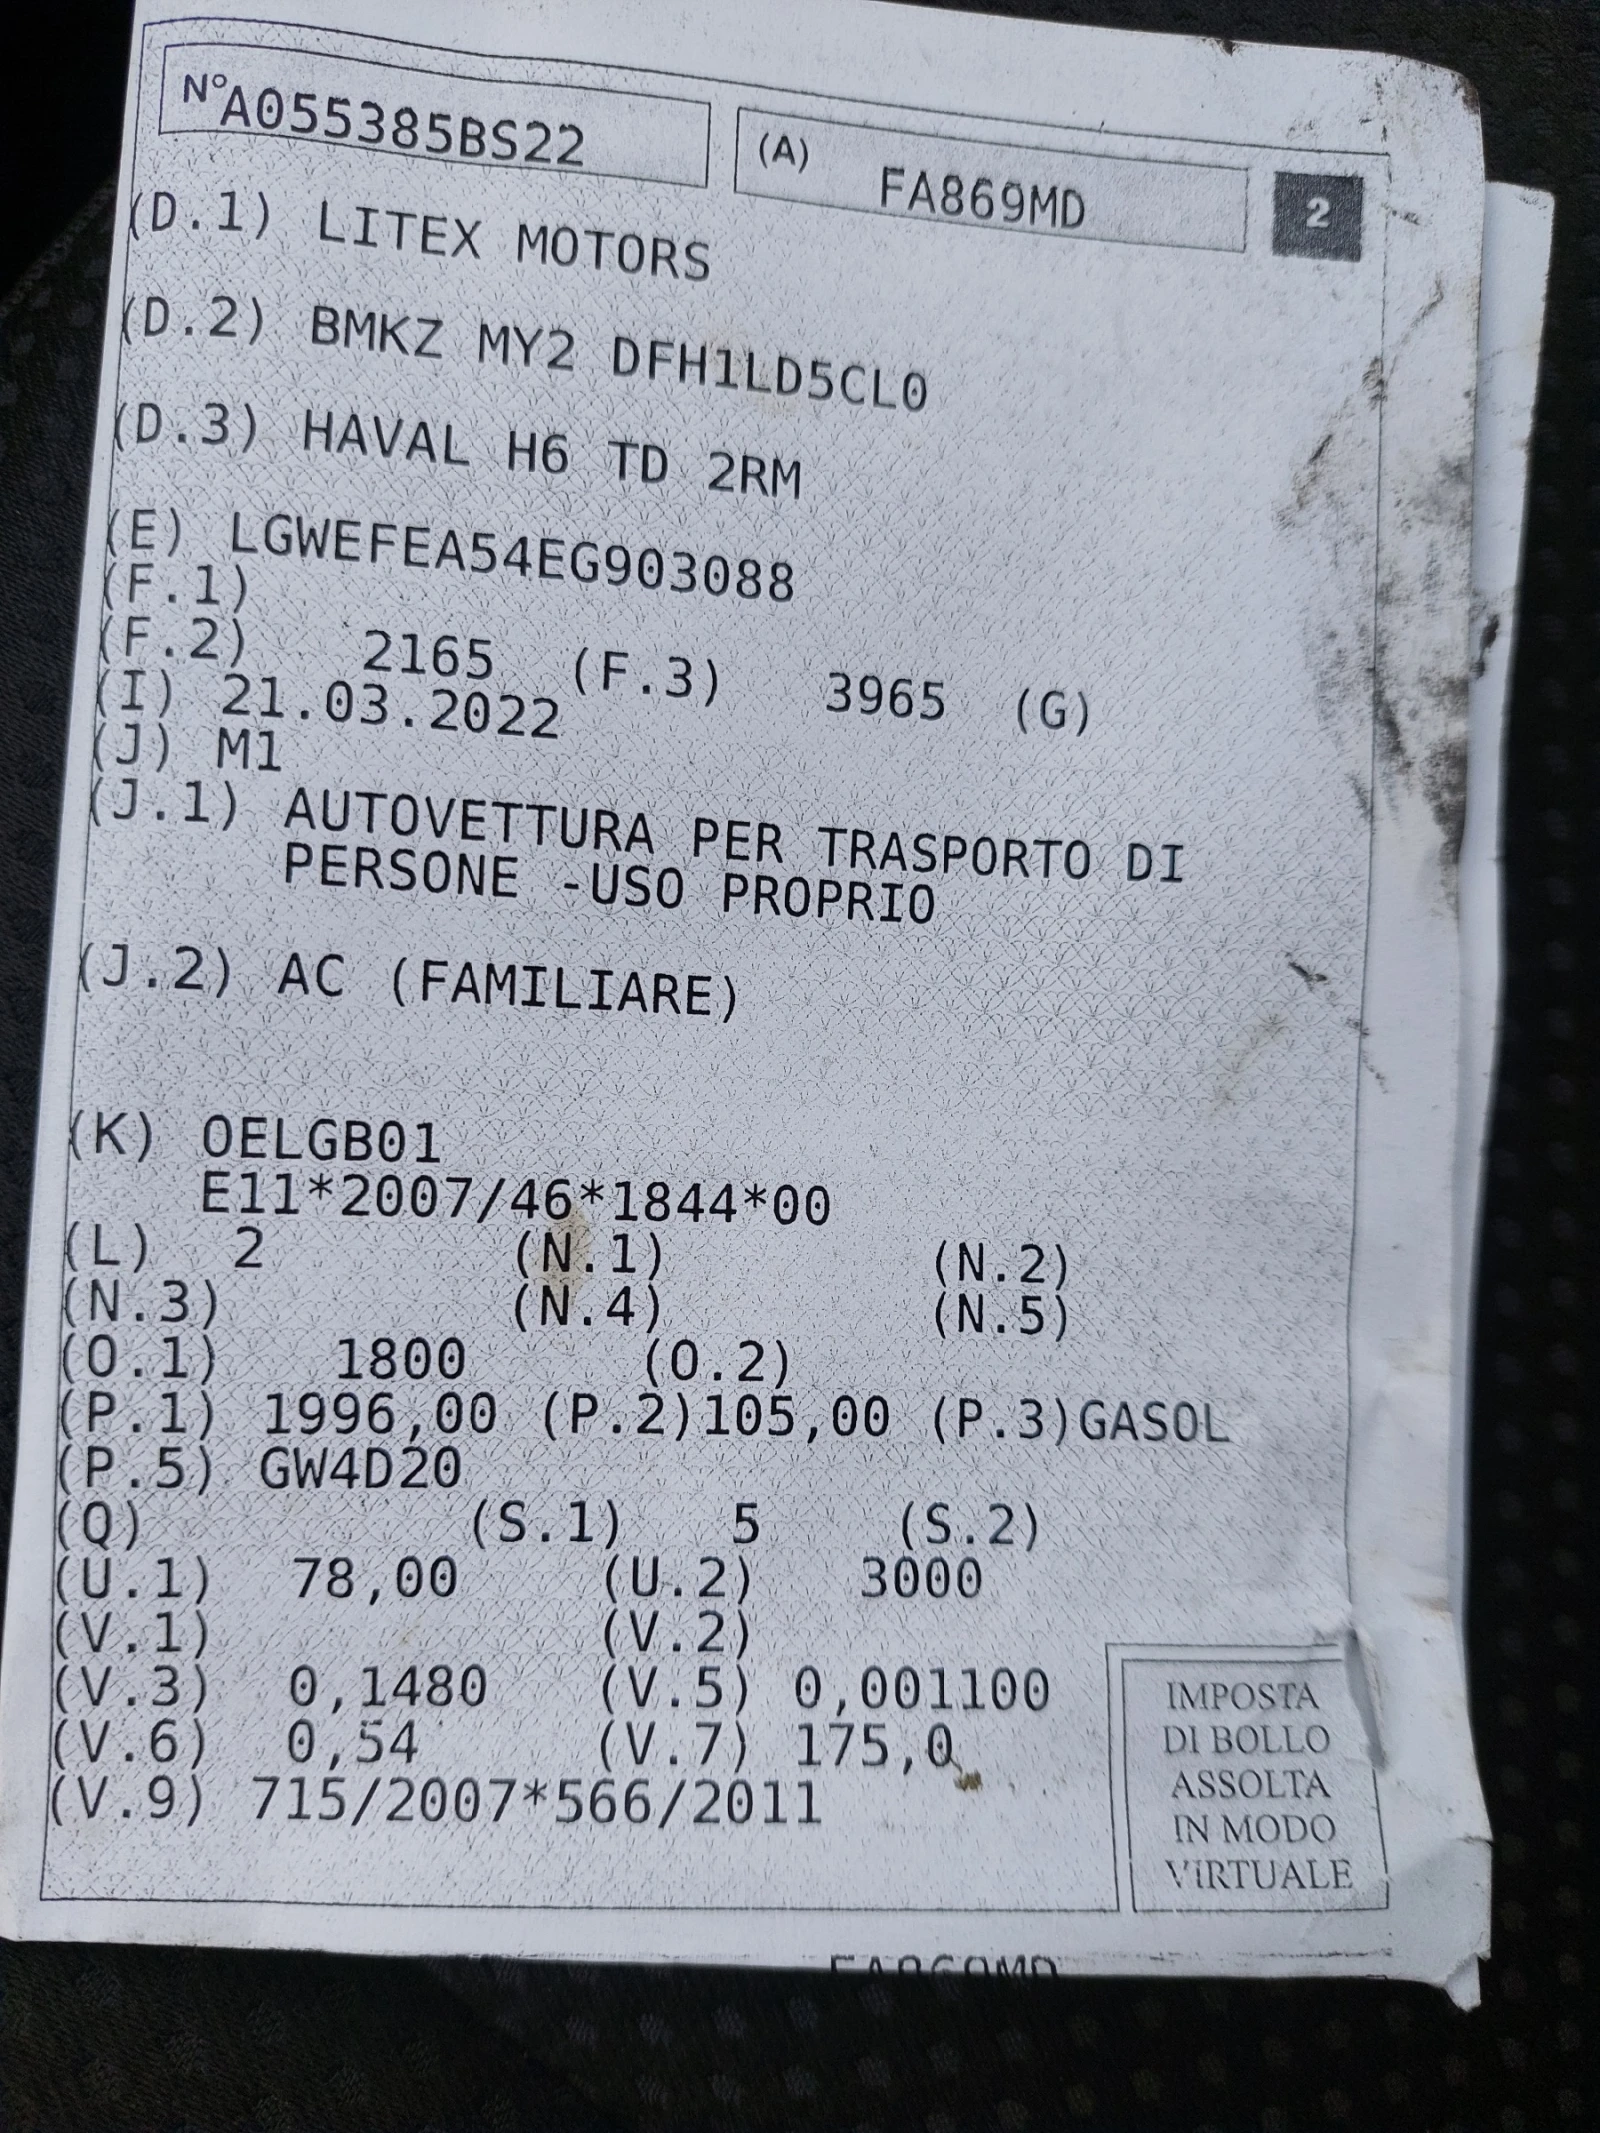 N° A055385BS22 (A) FA869MD 2
(D.1) LITEX MOTORS
(D.2) BMKZ MY2 DFH1LD5CL0
(D.3) HAVAL H6 TD 2RM
(E) LGWEFEA54EG903088
(F.1)
(F.2) 2165 (F.3) 3965 (G)
(I) 21.03.2022
(J) M1
(J.1) AUTOVETTURA PER TRASPORTO DI
PERSONE -USO PROPRIO
(J.2) AC (FAMILIARE)
(K) OELGB01
E11*2007/46*1844*00
(L) 2 (N.1) (N.2)
(N.3) (N.4) (N.5)
(O.1) 1800 (O.2)
(P.1) 1996,00 (P.2)105,00 (P.3)GASOL
(P.5) GW4D20
(Q) (S.1) 5 (S.2)
(U.1) 78,00 (U.2) 3000
(V.1) (V.2)
(V.3) 0,1480 (V.5) 0,001100
(V.6) 0,54 (V.7) 175,0
(V.9) 715/2007*566/2011
IMPOSTA
DI BOLLO
ASSOLTA
IN MODO
VIRTUALE